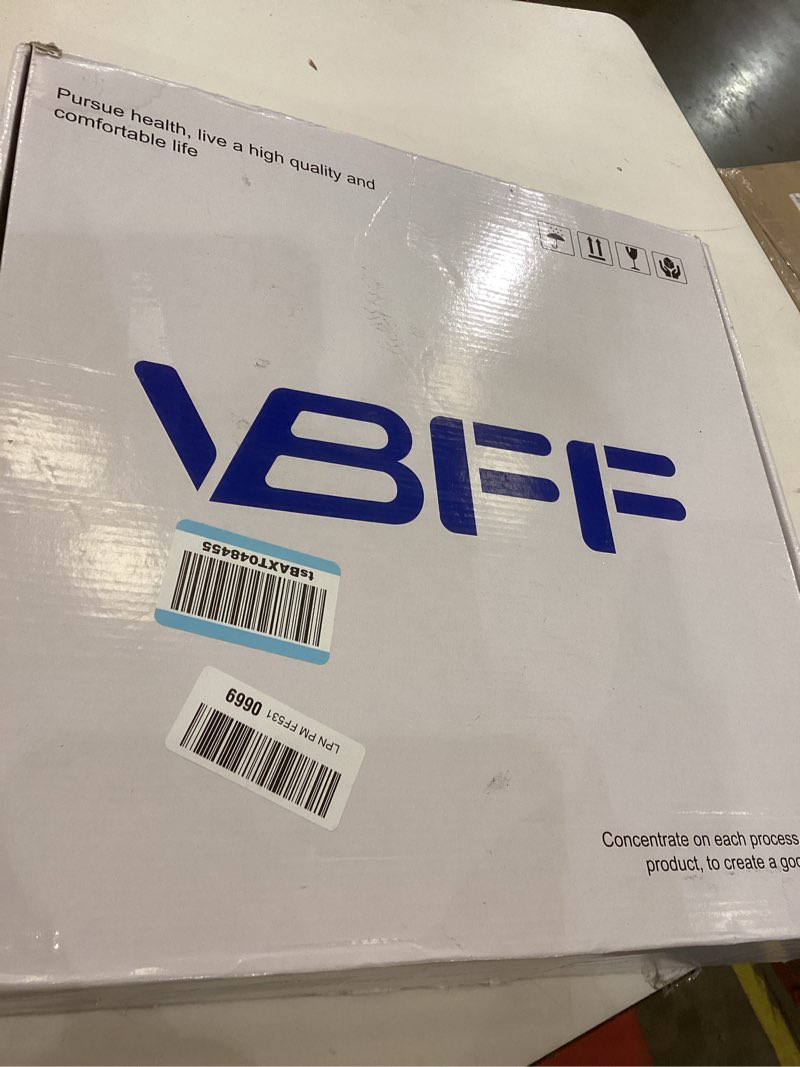 Pursue health, live a high quality and
comfortable life
VBFF
tsBAXT048455
LPN PM FF531 0669
Concentrate on each process
product, to create a